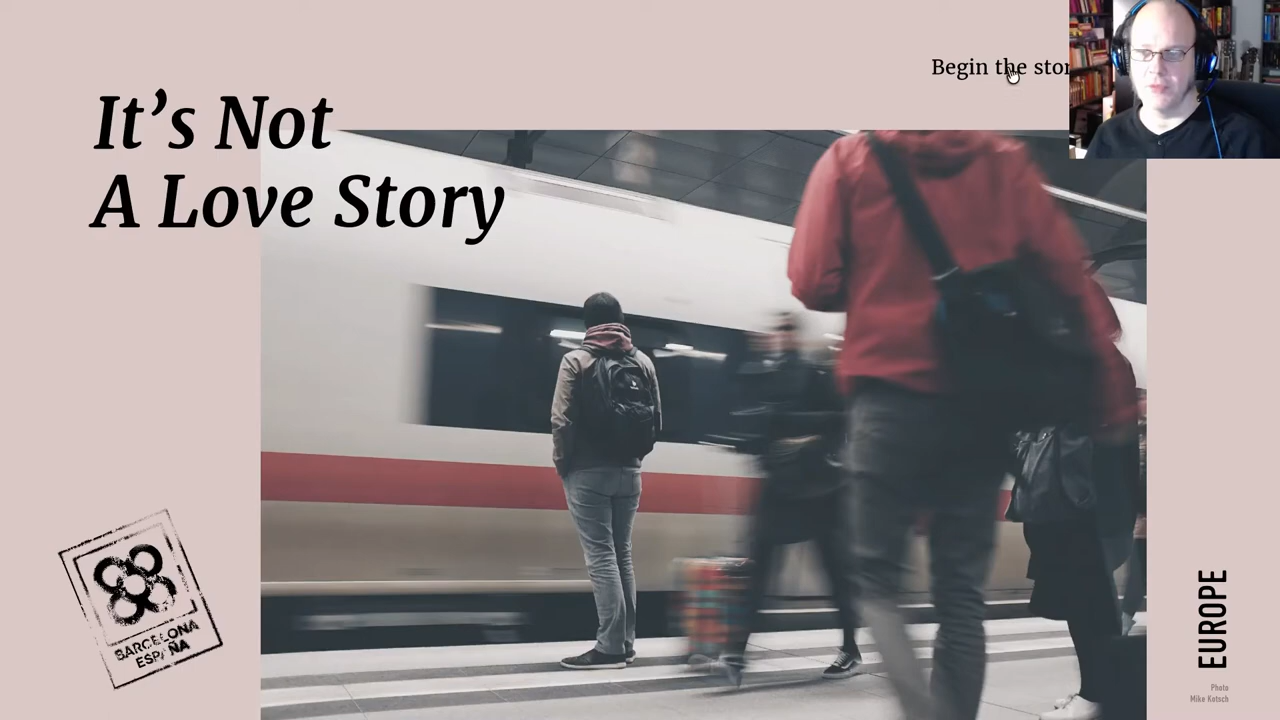 Begin the stor
It’s Not
A Love Story
BARCELONA
ESPAÑA
EUROPE
Photo
Mike Kotsch